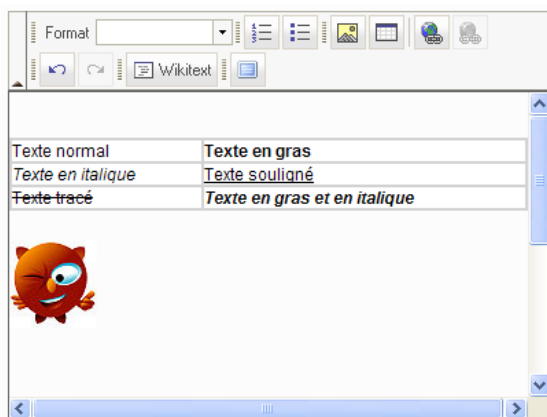 Format
Wikitext
Texte normal Texte en gras
Texte en italique Texte souligné
Texte tracé Texte en gras et en italique